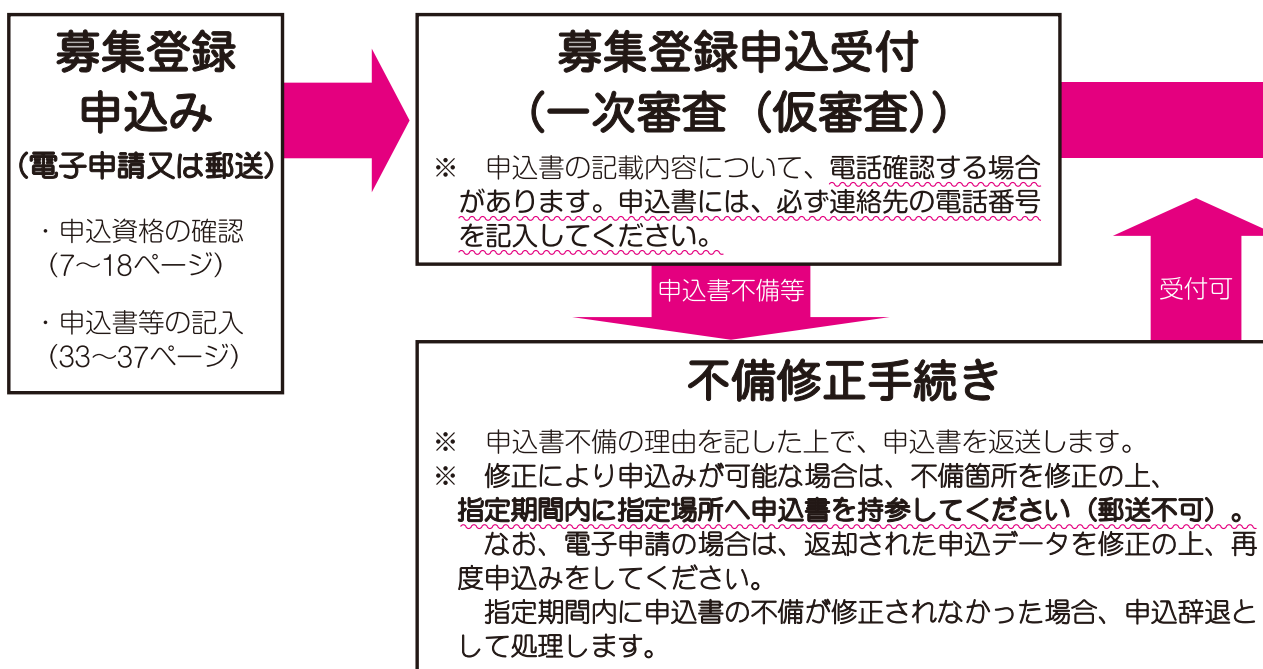 募集登録
申込み
(電子申請又は郵送)
・申込資格の確認
(7～18ページ)
・申込書等の記入
(33～37ページ)
募集登録申込受付
(一次審査(仮審査))
※　申込書の記載内容について、電話確認する場合
があります。申込書には、必ず連絡先の電話番号
を記入してください。
申込書不備等
受付可
不備修正手続き
※　申込書不備の理由を記した上で、申込書を返送します。
※　修正により申込みが可能な場合は、不備箇所を修正の上、
指定期間内に指定場所へ申込書を持参してください（郵送不可）。
　なお、電子申請の場合は、返却された申込データを修正の上、再
度申込みをしてください。
　指定期間内に申込書の不備が修正されなかった場合、申込辞退と
して処理します。